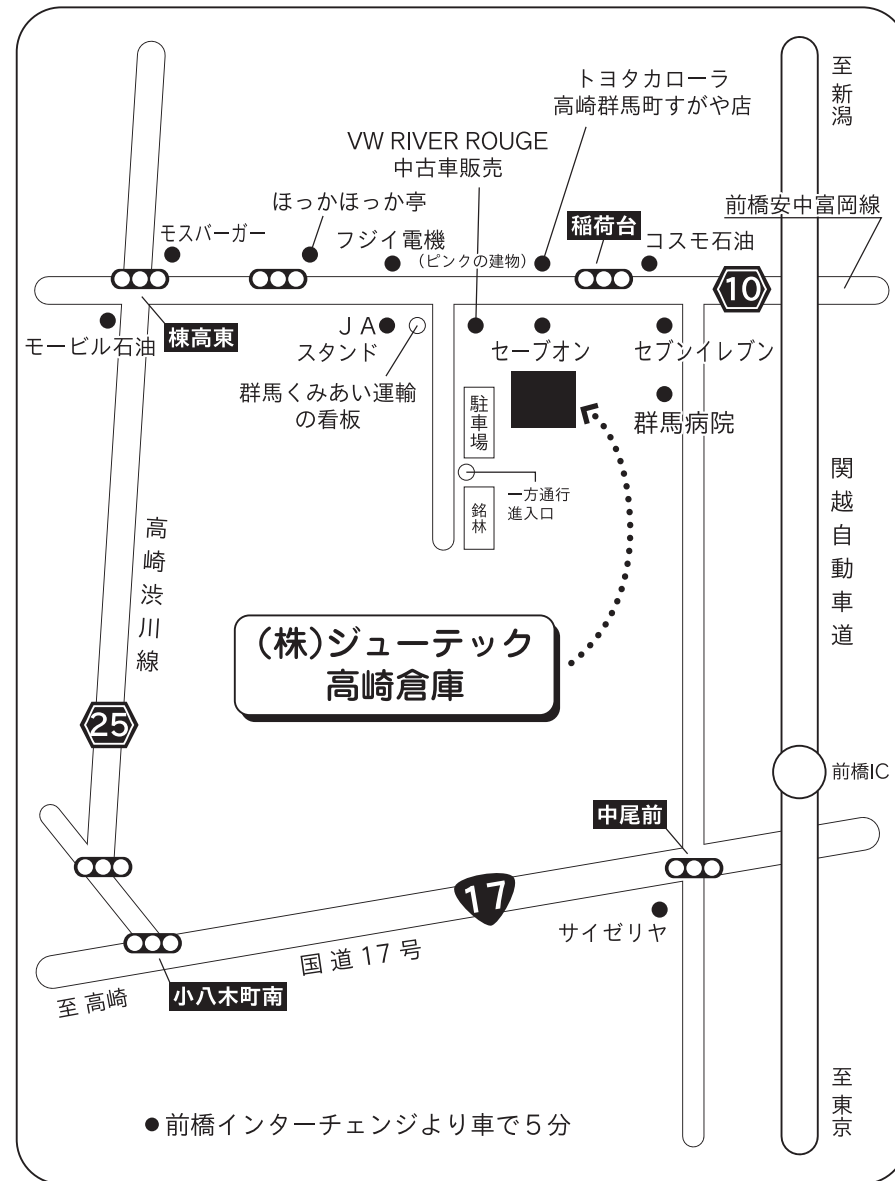 至新潟
トヨタカローラ
高崎群馬町すがや店
VW RIVER ROUGE
中古車販売
前橋安中富岡線
ほっかほっか亭
稲荷台
モスバーガー
フジイ電機
(ピンクの建物)
コスモ石油
10
棟高東
モービル石油
JA
スタンド
セーブオン
セブンイレブン
群馬くみあい運輸
の看板
駐車場
群馬病院
一方通行
進入口
銘林
関越自動車道
高崎渋川線
(株)ジューテック
高崎倉庫
25
前橋IC
中尾前
17
サイゼリヤ
国道17号
小八木町南
至高崎
至東京
●前橋インターチェンジより車で5分